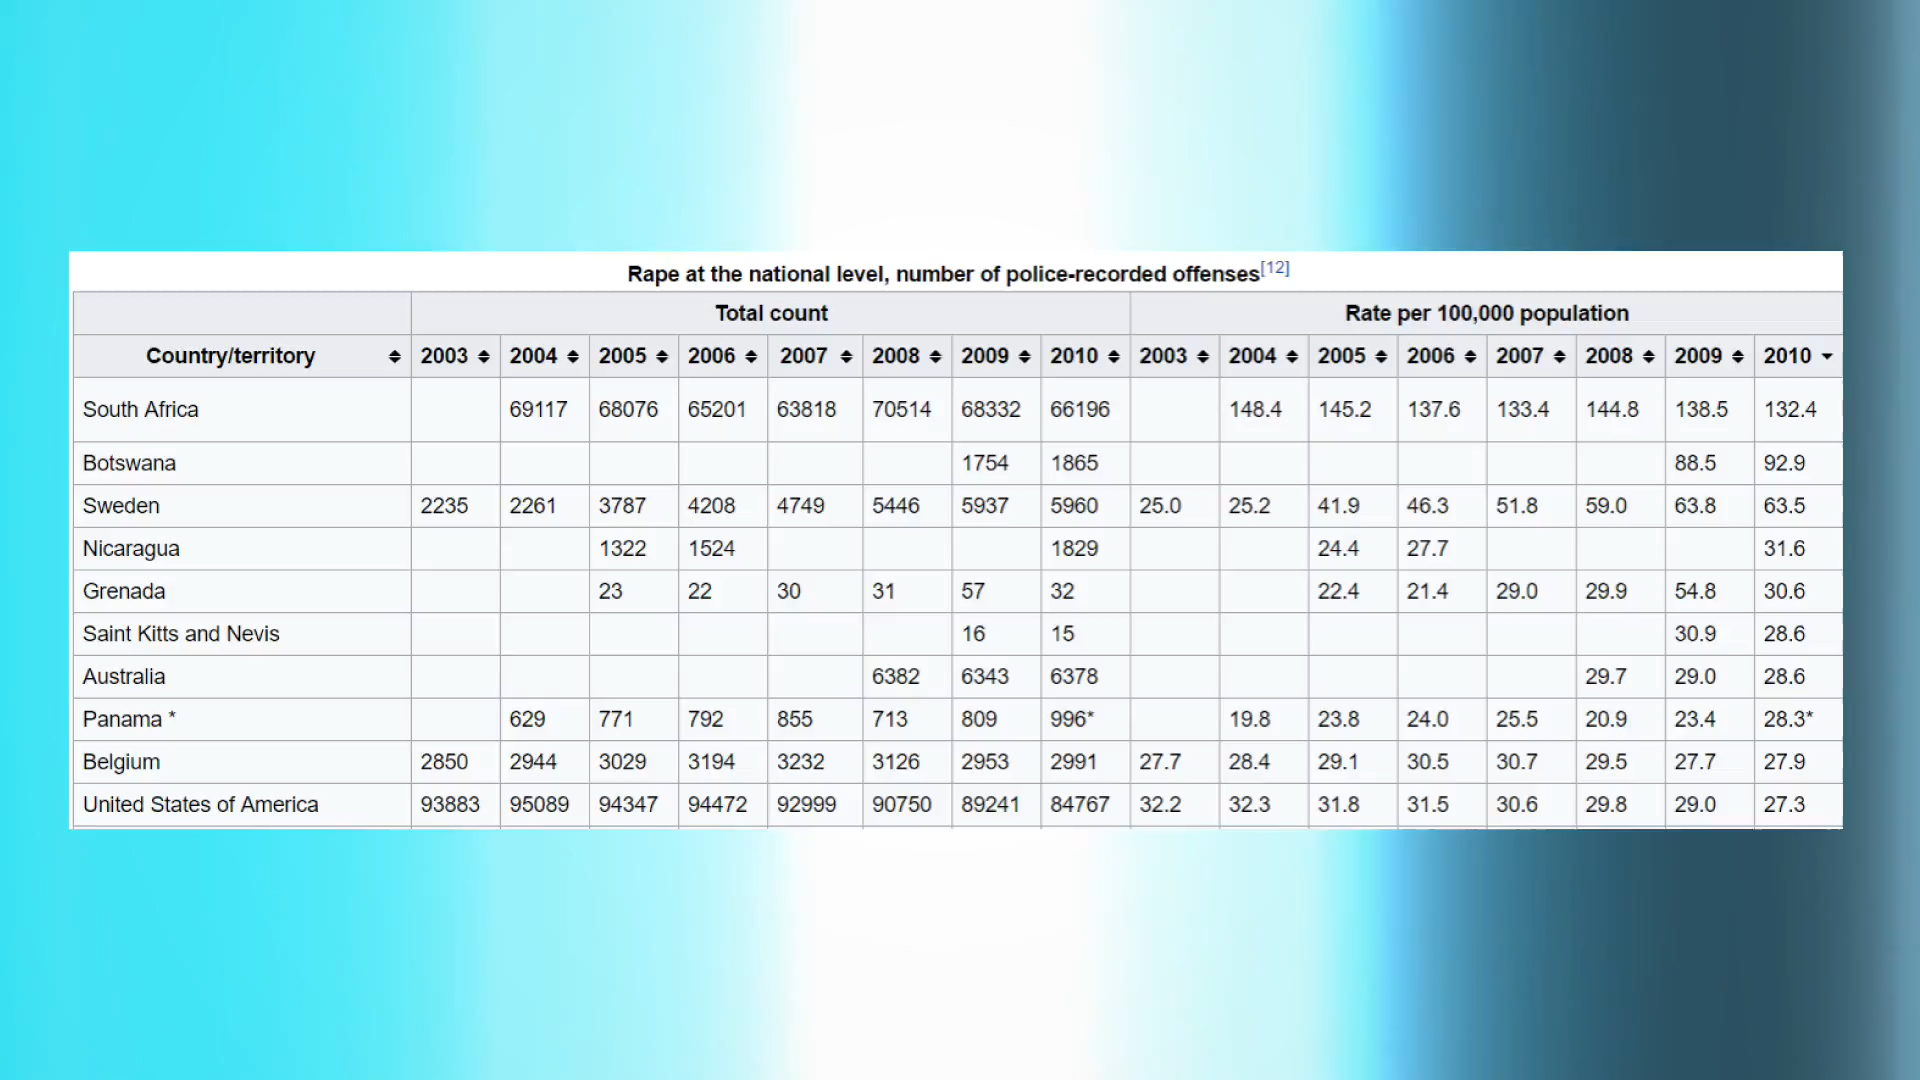 Rape at the national level, number of police-recorded offenses[12]
Total count Rate per 100,000 population
Country/territory 2003 2004 2005 2006 2007 2008 2009 2010 2003 2004 2005 2006 2007 2008 2009 2010
South Africa 69117 68076 65201 63818 70514 68332 66196 148.4 145.2 137.6 133.4 144.8 138.5 132.4
Botswana 1754 1865 88.5 92.9
Sweden 2235 2261 3787 4208 4749 5446 5937 5960 25.0 25.2 41.9 46.3 51.8 59.0 63.8 63.5
Nicaragua 1322 1524 1829 24.4 27.7 31.6
Grenada 23 22 30 31 57 32 22.4 21.4 29.0 29.9 54.8 30.6
Saint Kitts and Nevis 16 15 30.9 28.6
Australia 6382 6343 6378 29.7 29.0 28.6
Panama * 629 771 792 855 713 809 996* 19.8 23.8 24.0 25.5 20.9 23.4 28.3*
Belgium 2850 2944 3029 3194 3232 3126 2953 2991 27.7 28.4 29.1 30.5 30.7 29.5 27.7 27.9
United States of America 93883 95089 94347 94472 92999 90750 89241 84767 32.2 32.3 31.8 31.5 30.6 29.8 29.0 27.3